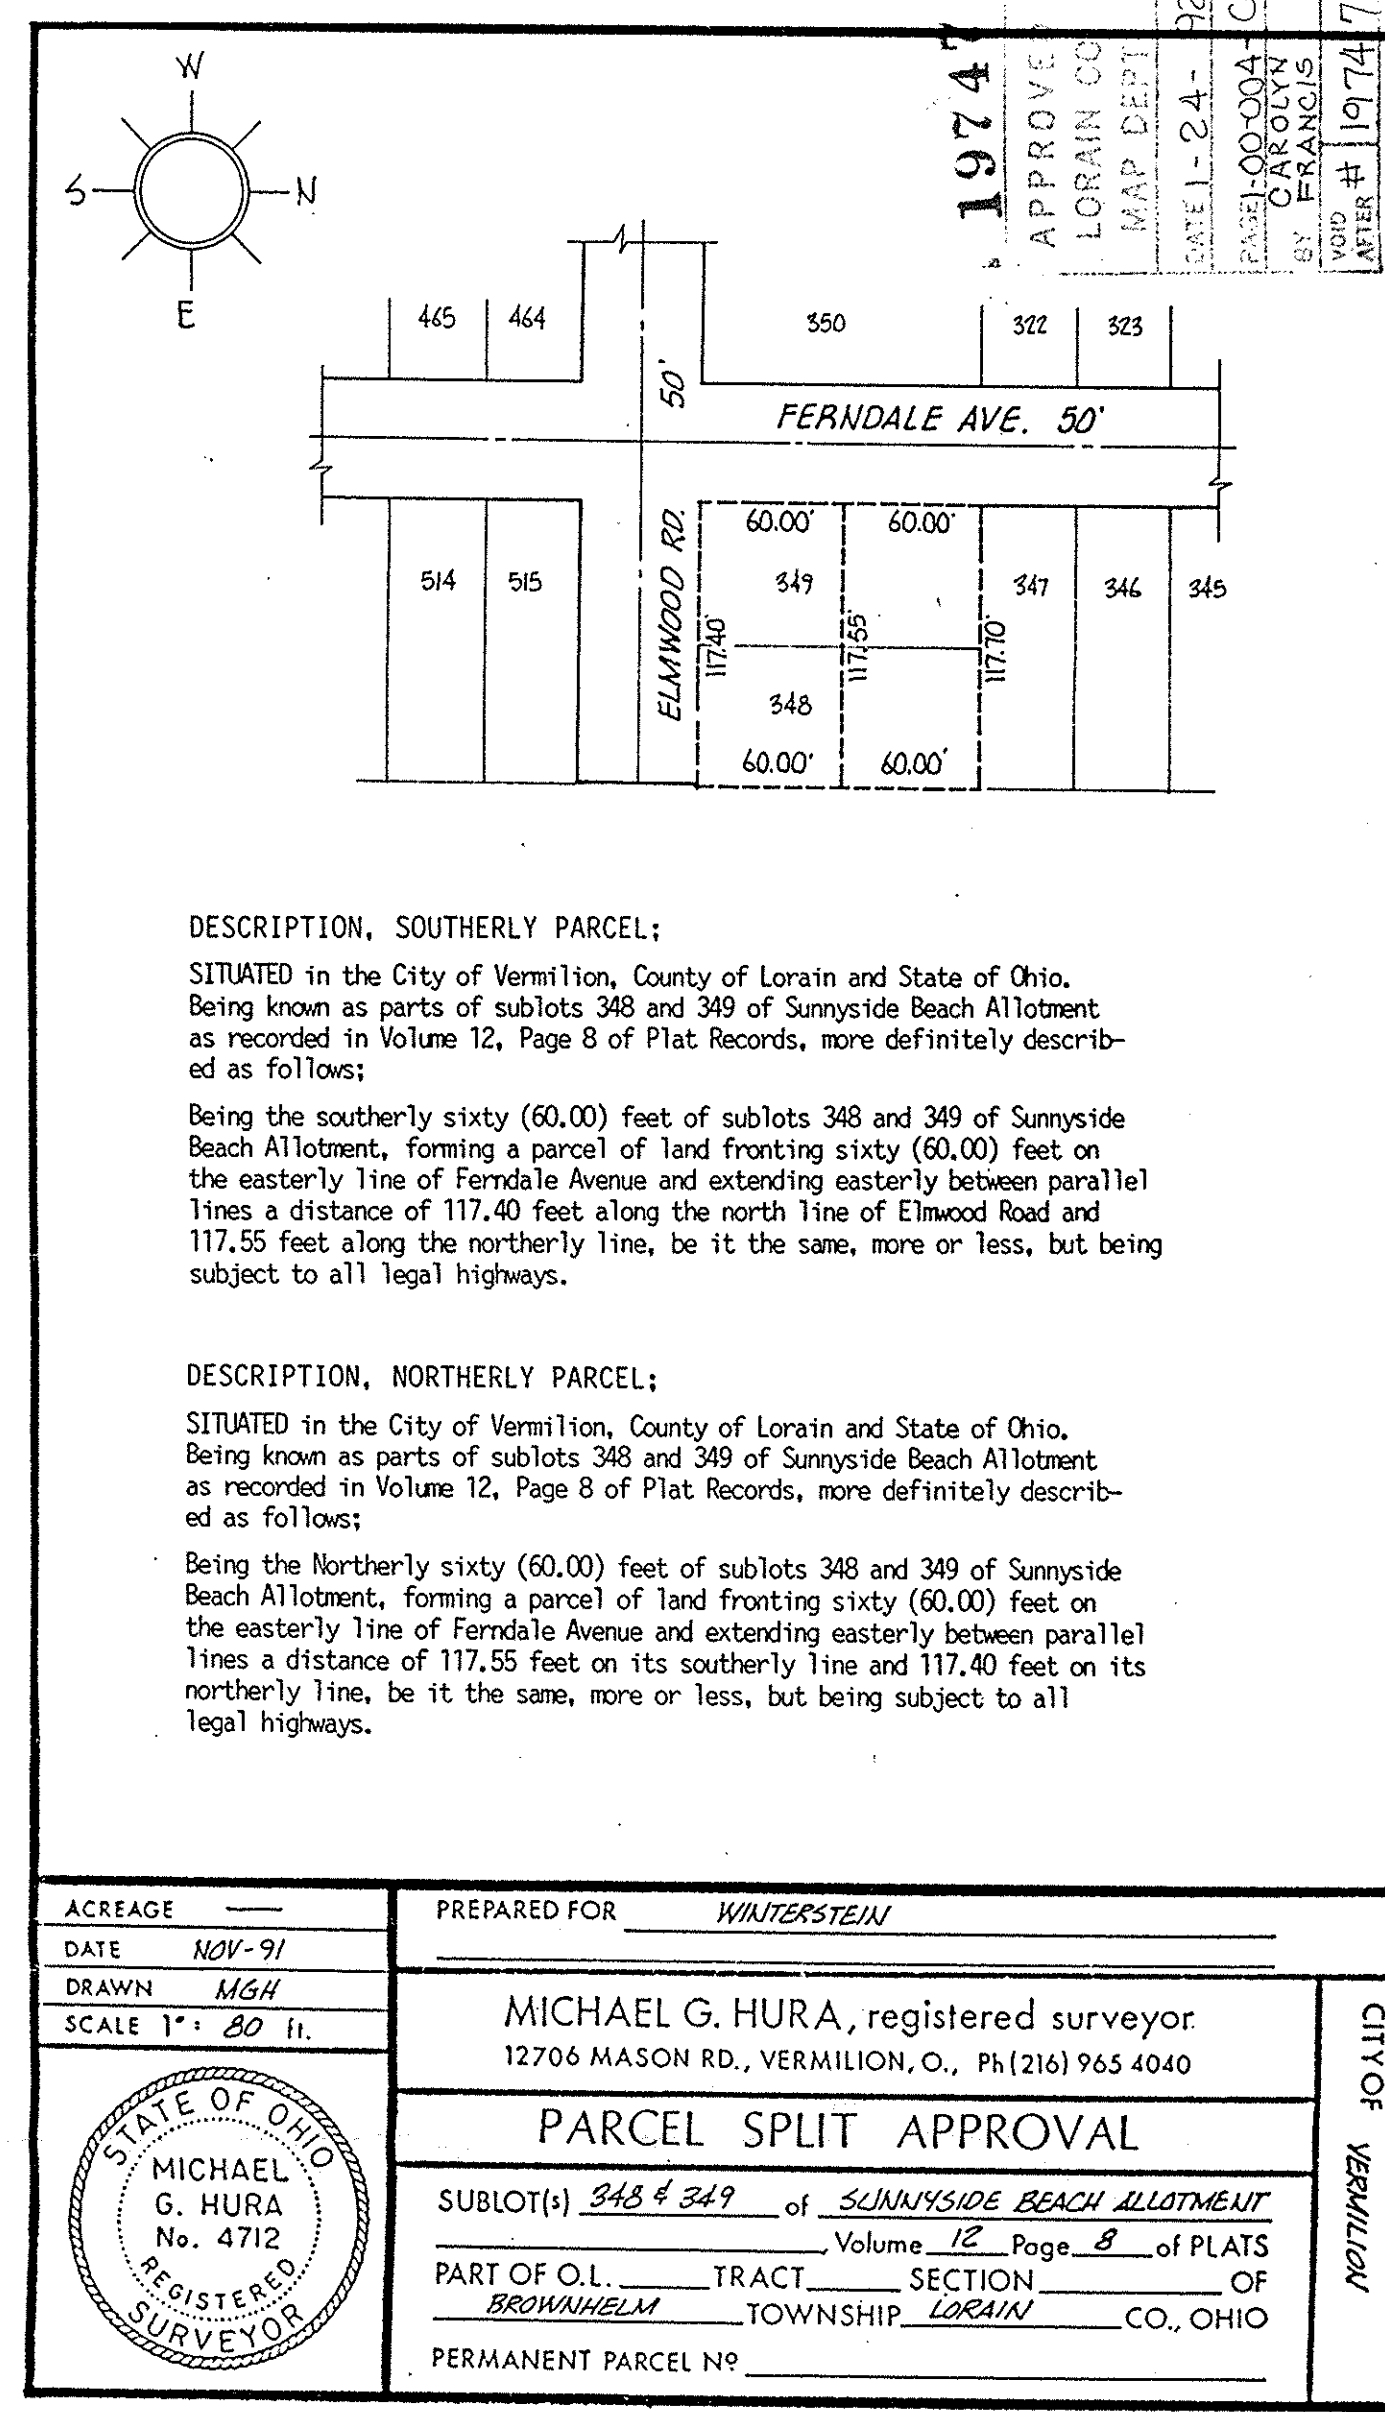 19747
APPROVE
LORAIN CO
MAP DEPT
DATE 1-24-92
PAGE 1-00-004-C
CAROLYN
BY FRANCIS
VOID
AFTER # 19747
W
S N
E
465 464 350 322 323
50'
FERNDALE AVE. 50'
ELMWOOD RD.
60.00' 60.00'
514 515 349 347 346 345
117.40' 117.55' 117.70'
348
60.00' 60.00'
DESCRIPTION, SOUTHERLY PARCEL;
SITUATED in the City of Vermilion, County of Lorain and State of Ohio.
Being known as parts of sublots 348 and 349 of Sunnyside Beach Allotment
as recorded in Volume 12, Page 8 of Plat Records, more definitely describ-
ed as follows;
Being the southerly sixty (60.00) feet of sublots 348 and 349 of Sunnyside
Beach Allotment, forming a parcel of land fronting sixty (60.00) feet on
the easterly line of Ferndale Avenue and extending easterly between parallel
lines a distance of 117.40 feet along the north line of Elmwood Road and
117.55 feet along the northerly line, be it the same, more or less, but being
subject to all legal highways.
DESCRIPTION, NORTHERLY PARCEL;
SITUATED in the City of Vermilion, County of Lorain and State of Ohio.
Being known as parts of sublots 348 and 349 of Sunnyside Beach Allotment
as recorded in Volume 12, Page 8 of Plat Records, more definitely describ-
ed as follows;
Being the Northerly sixty (60.00) feet of sublots 348 and 349 of Sunnyside
Beach Allotment, forming a parcel of land fronting sixty (60.00) feet on
the easterly line of Ferndale Avenue and extending easterly between parallel
lines a distance of 117.55 feet on its southerly line and 117.40 feet on its
northerly line, be it the same, more or less, but being subject to all
legal highways.
ACREAGE —
DATE NOV-91
DRAWN MGH
SCALE 1": 80 ft.
STATE OF OHIO
MICHAEL
G. HURA
No. 4712
REGISTERED
SURVEYOR
PREPARED FOR WINTERSTEIN
MICHAEL G. HURA, registered surveyor.
12706 MASON RD., VERMILION, O., Ph (216) 965 4040
PARCEL SPLIT APPROVAL
SUBLOT(s) 348 & 349 of SUNNYSIDE BEACH ALLOTMENT
, Volume 12 Page 8 of PLATS
PART OF O.L. TRACT SECTION OF
BROWNHELM TOWNSHIP LORAIN CO., OHIO
PERMANENT PARCEL Nº
CITY OF VERMILION